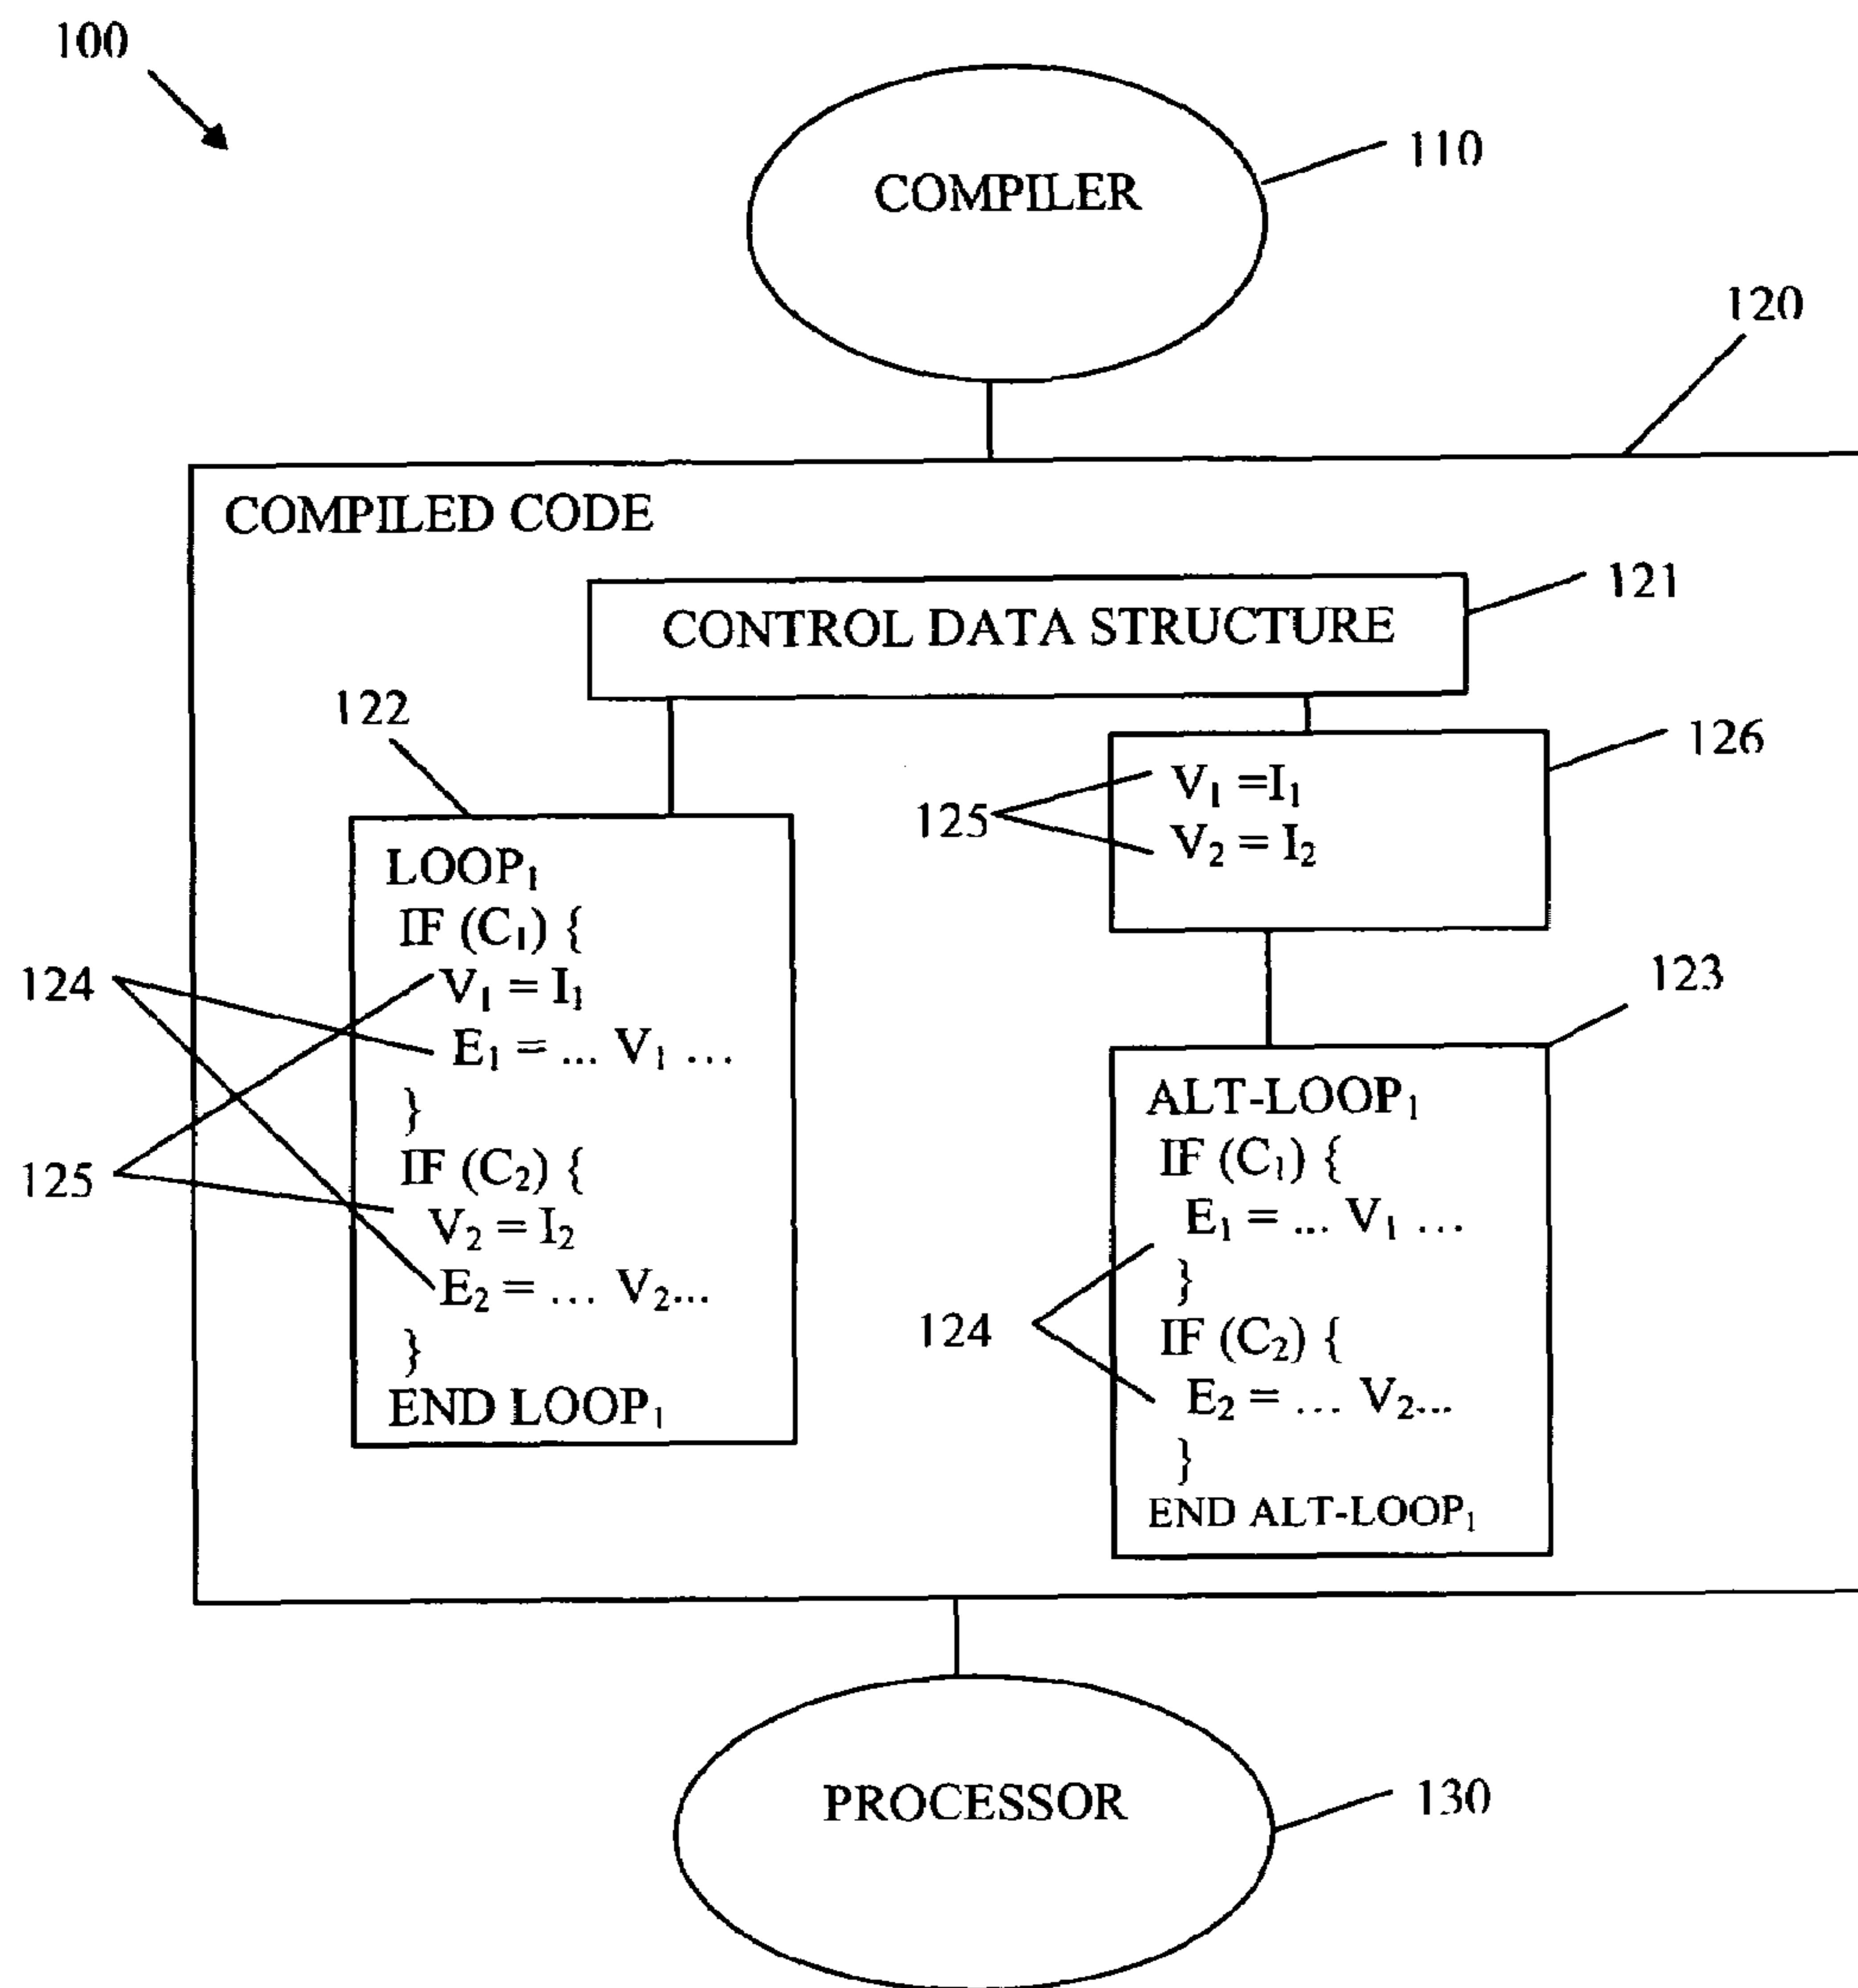 100
COMPILER
110
120
COMPILED CODE
CONTROL DATA STRUCTURE
121
122
LOOP₁
IF (C₁) {
V₁ = I₁
E₁ = ... V₁ ...
}
IF (C₂) {
V₂ = I₂
E₂ = ... V₂...
}
END LOOP₁
124
125
125
V₁ =I₁
V₂ = I₂
126
123
ALT-LOOP₁
IF (C₁) {
E₁ = ... V₁ ...
}
IF (C₂) {
E₂ = ... V₂...
}
END ALT-LOOP₁
124
PROCESSOR
130